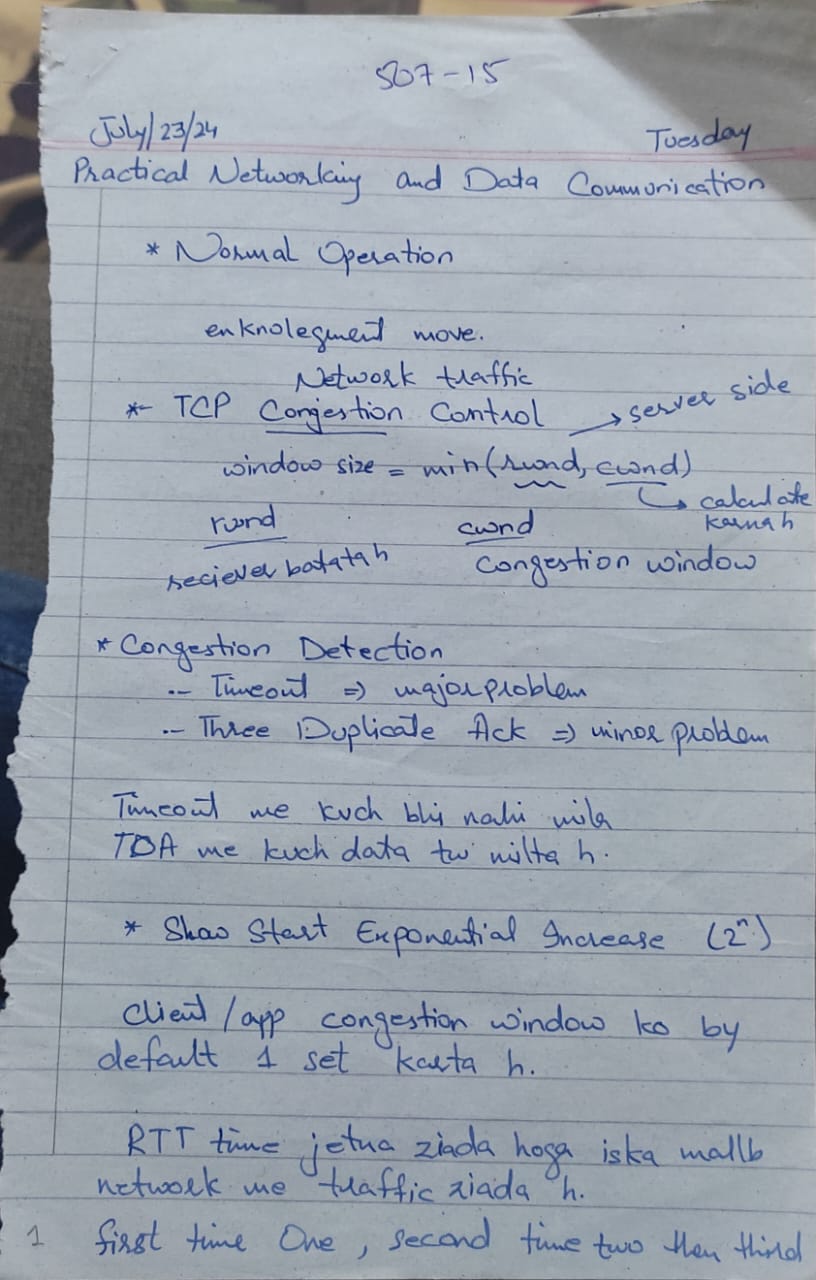 507-15
July/23/24 Tuesday
Practical Networking and Data Communication
* Normal Operation
enknolegment move.
Network traffic
* TCP Congestion Control → server side
window size = min(rwnd, cwnd)
↳ calculate karna h
rwnd cwnd
reciever batata h congestion window
* Congestion Detection
-- Timeout => major problem
-- Three Duplicate Ack => minor problem
Timeout me kuch bhi nahi mila
TDA me kuch data tw milta h.
* Slow Start Exponential Increase (2ⁿ)
Client/app congestion window ko by
default 1 set karta h.
RTT time jetna ziada hoga iska matlb
network me traffic ziada h.
1 first time One, second time two then third